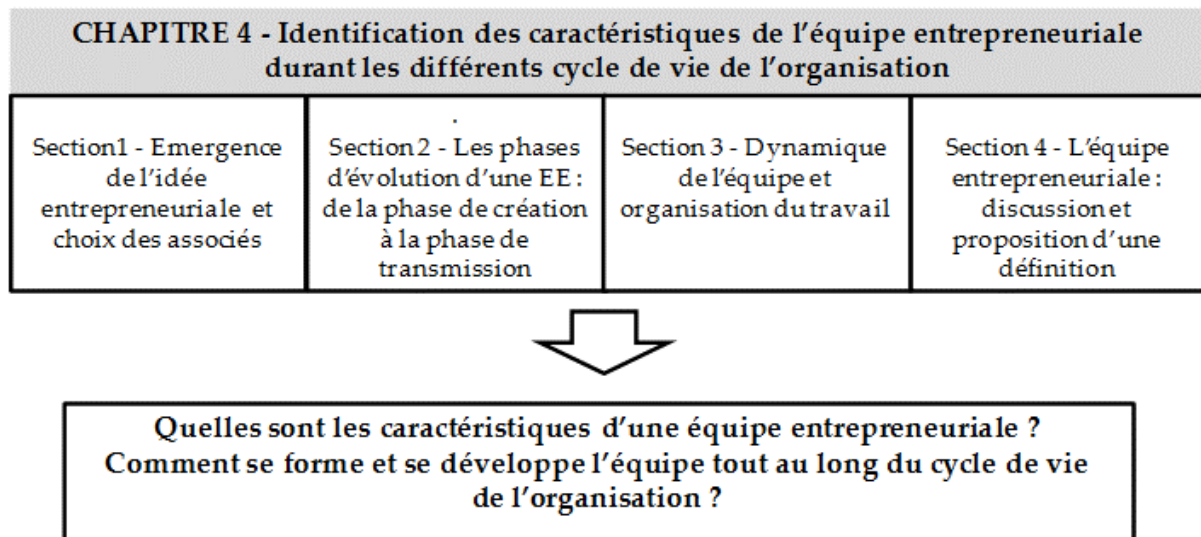 CHAPITRE 4 - Identification des caractéristiques de l'équipe entrepreneuriale
durant les différents cycle de vie de l'organisation
Section1 - Emergence
de l'idée
entrepreneuriale et
choix des associés
.
Section 2 - Les phases
d'évolution d'une EE :
de la phase de création
à la phase de
transmission
Section 3 - Dynamique
de l'équipe et
organisation du travail
Section 4 - L'équipe
entrepreneuriale :
discussion et
proposition d'une
définition
Quelles sont les caractéristiques d'une équipe entrepreneuriale ?
Comment se forme et se développe l'équipe tout au long du cycle de vie
de l'organisation ?